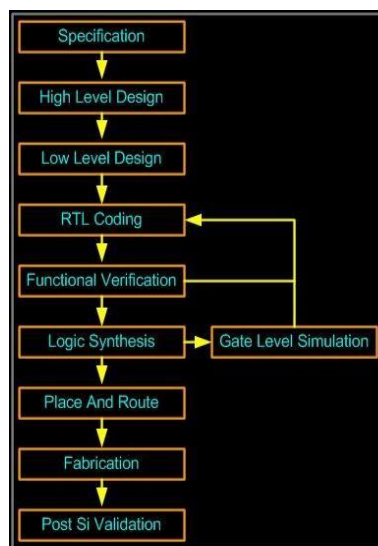 Specification
High Level Design
Low Level Design
RTL Coding
Functional Verification
Logic Synthesis
Gate Level Simulation
Place And Route
Fabrication
Post Si Validation